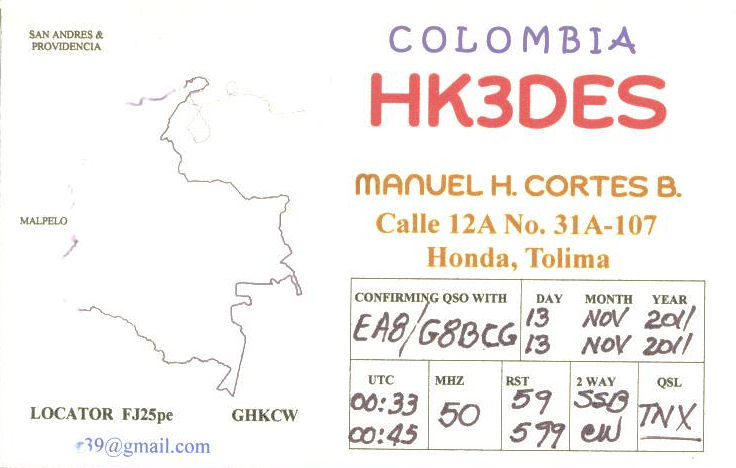 SAN ANDRES &
PROVIDENCIA
COLOMBIA
HK3DES
MANUEL H. CORTES B.
Calle 12A No. 31A-107
Honda, Tolima
MALPELO
CONFIRMING QSO WITH DAY MONTH YEAR
EA8/G8BCG 13 NOV 2011
13 NOV 2011
UTC MHZ RST 2 WAY QSL
00:33 50 59 SSB TNX
00:45 599 CW
LOCATOR FJ25pe GHKCW
r39@gmail.com